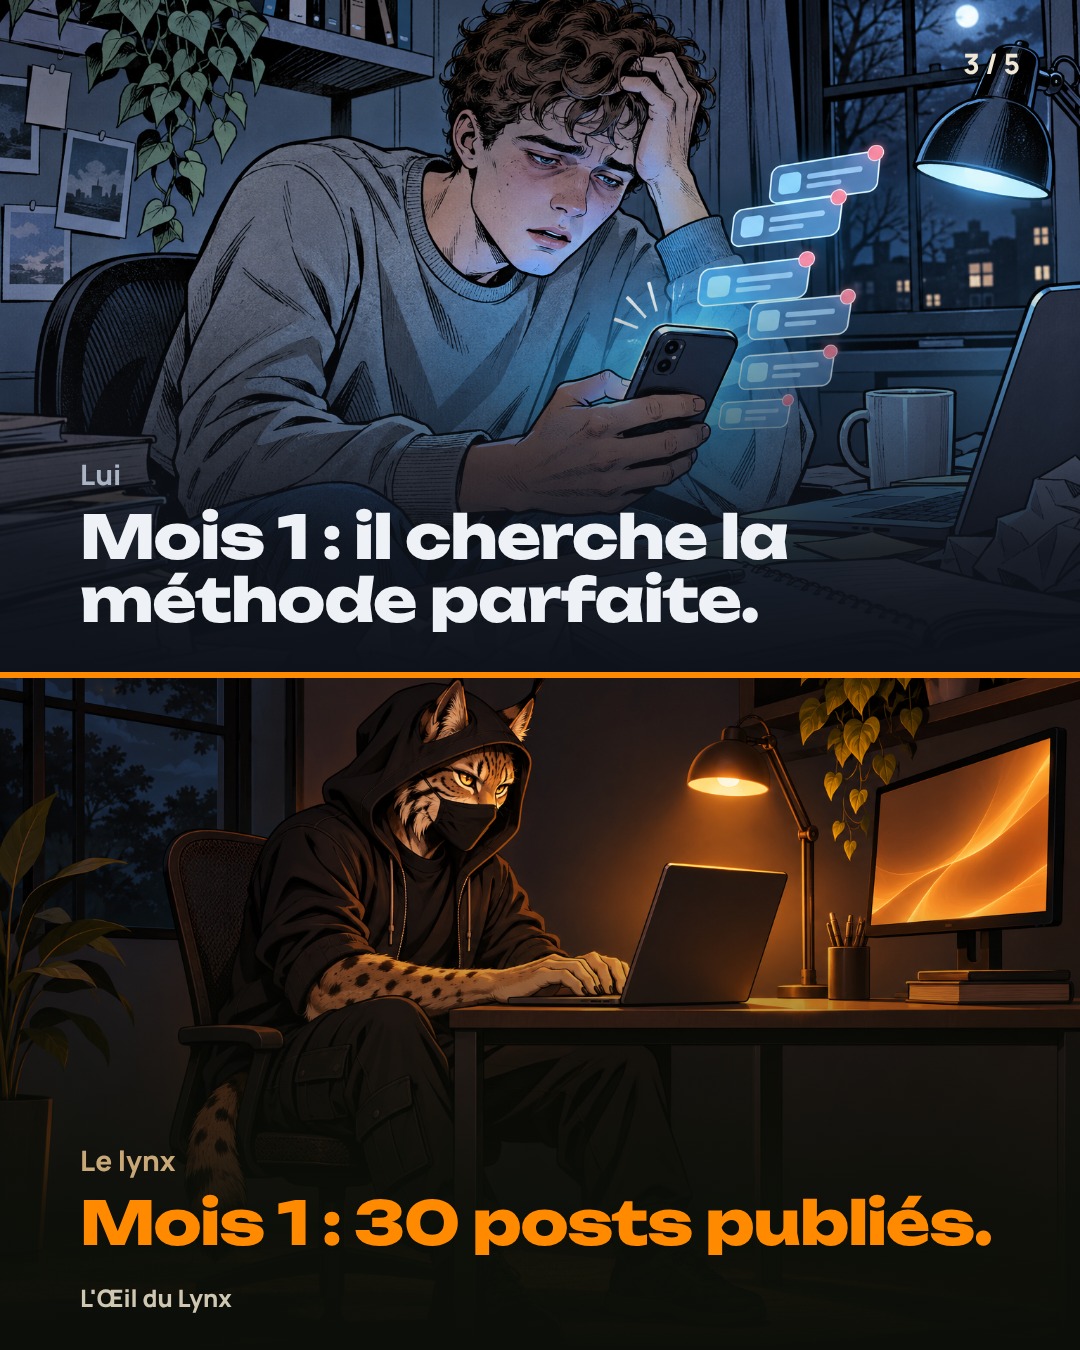 3 / 5
Lui
Mois 1 : il cherche la
méthode parfaite.
Le lynx
Mois 1 : 30 posts publiés.
L'Œil du Lynx